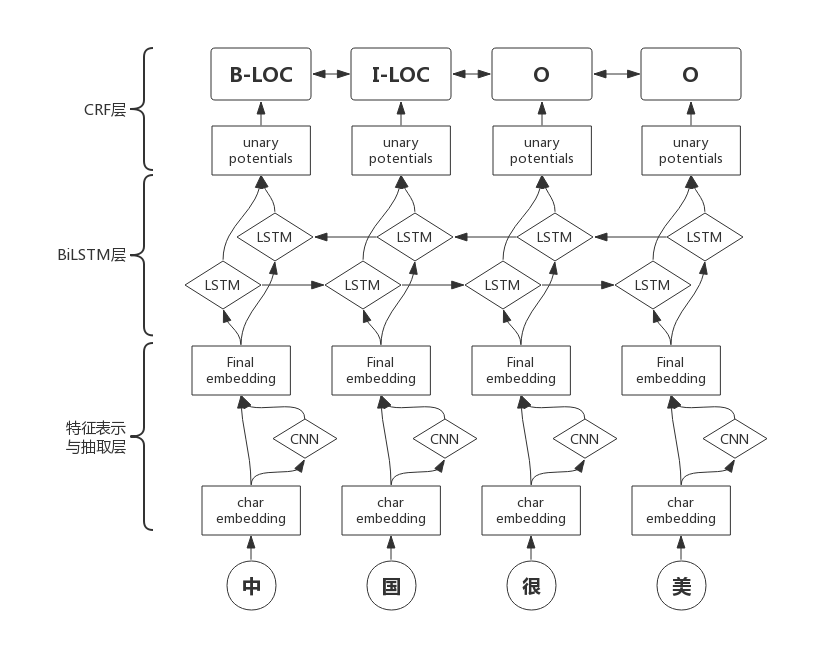 B-LOC I-LOC O O
CRF层
unary potentials unary potentials unary potentials unary potentials
LSTM LSTM LSTM LSTM
BiLSTM层
LSTM LSTM LSTM LSTM
Final embedding Final embedding Final embedding Final embedding
特征表示
与抽取层
CNN CNN CNN CNN
char embedding char embedding char embedding char embedding
中 国 很 美